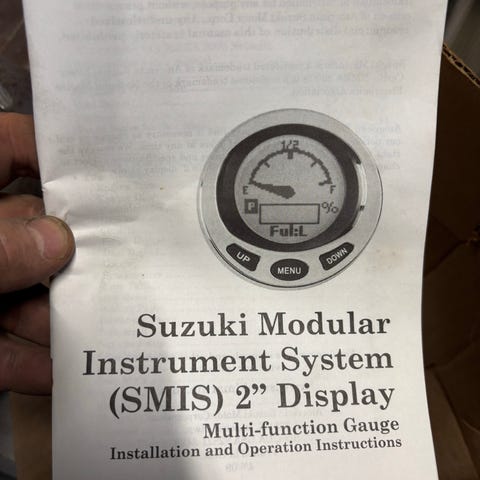 1/2
E F
P %
Ful:L
UP MENU DOWN
Suzuki Modular
Instrument System
(SMIS) 2” Display
Multi-function Gauge
Installation and Operation Instructions